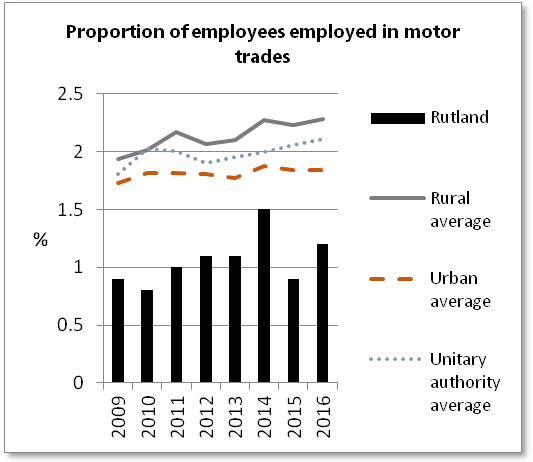 Proportion of employees employed in motor
trades
2.5
2
1.5
1
0.5
0
%
2009
2010
2011
2012
2013
2014
2015
2016
Rutland
Rural
average
Urban
average
Unitary
authority
average